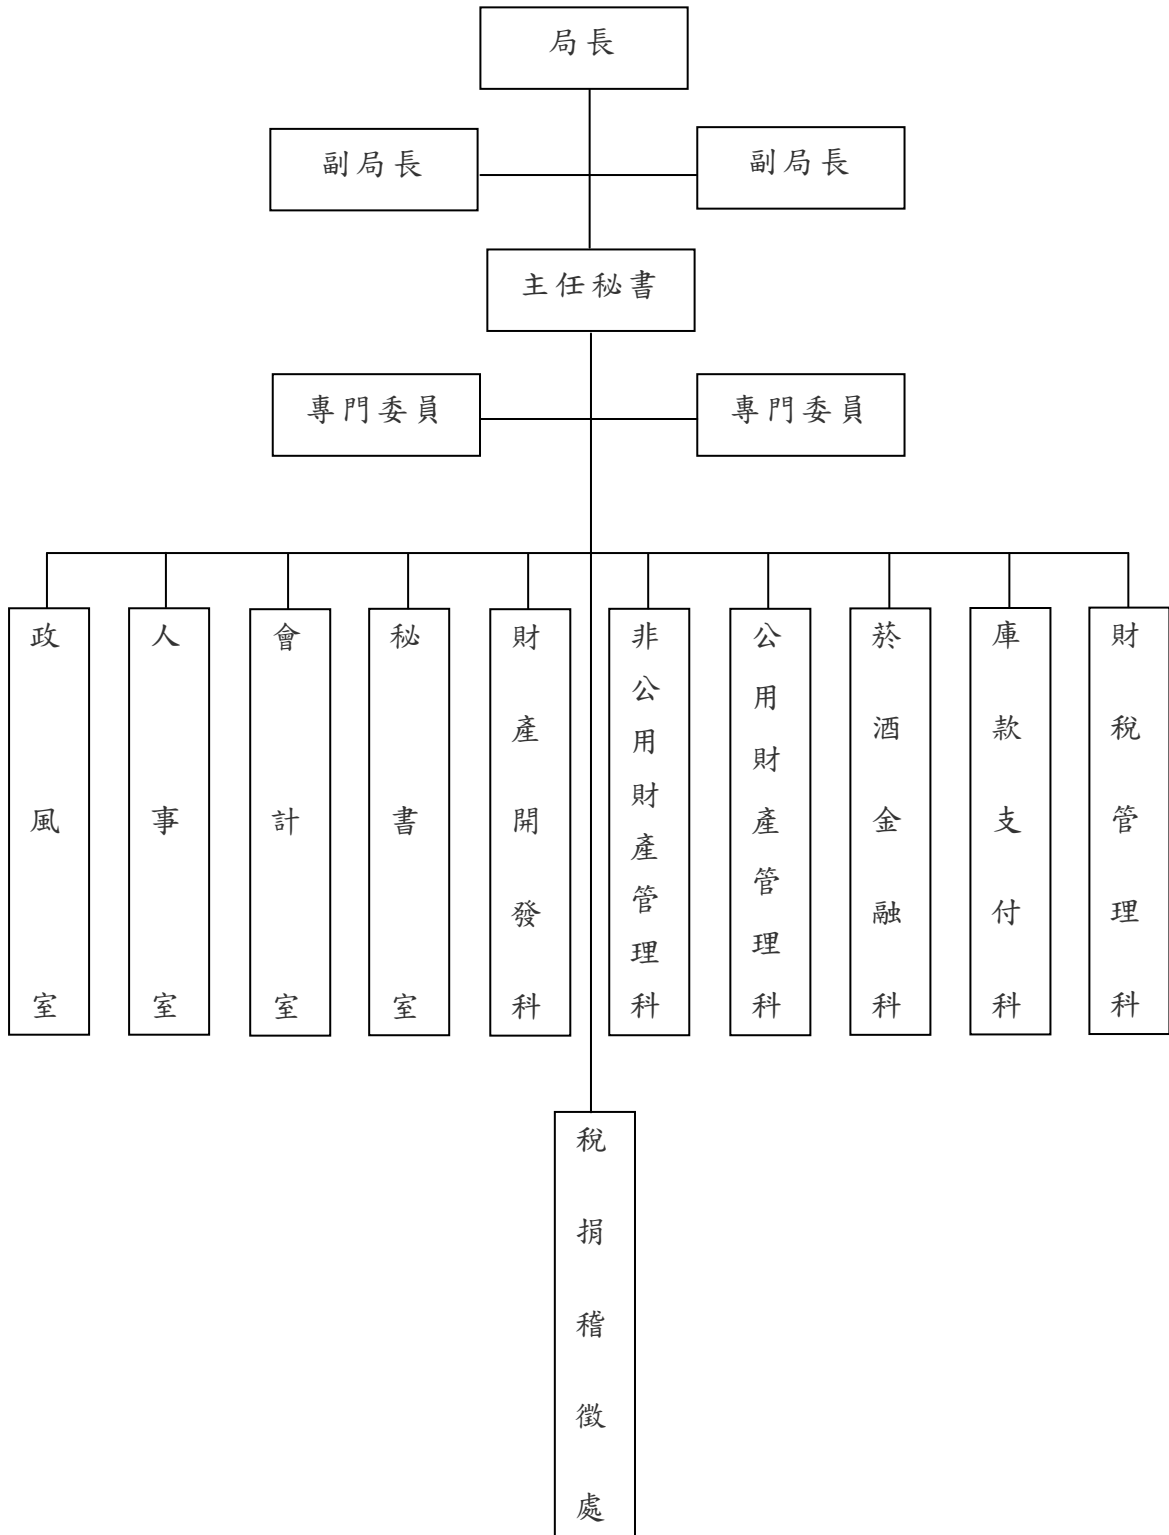 局長
副局長
副局長
主任秘書
專門委員
專門委員
政風室
人事室
會計室
秘書室
財產開發科
非公用財產管理科
公用財產管理科
菸酒金融科
庫款支付科
財稅管理科
稅捐稽徵處